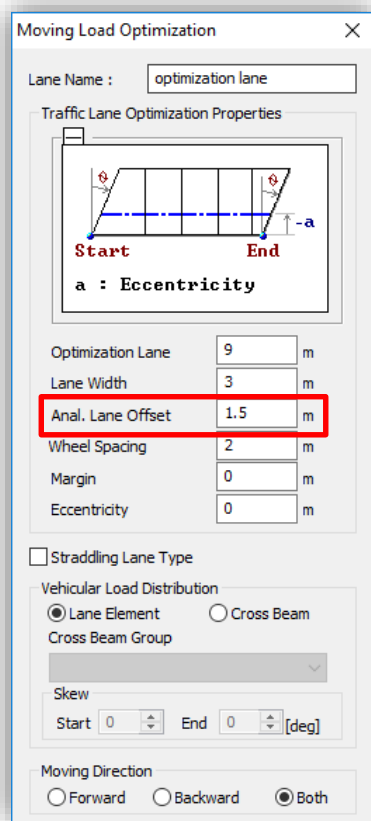 Moving Load Optimization
Lane Name : optimization lane
Traffic Lane Optimization Properties
θ θ
-a
Start End
a : Eccentricity
Optimization Lane 9 m
Lane Width 3 m
Anal. Lane Offset 1.5 m
Wheel Spacing 2 m
Margin 0 m
Eccentricity 0 m
Straddling Lane Type
Vehicular Load Distribution
Lane Element Cross Beam
Cross Beam Group
Skew
Start 0 End 0 [deg]
Moving Direction
Forward Backward Both